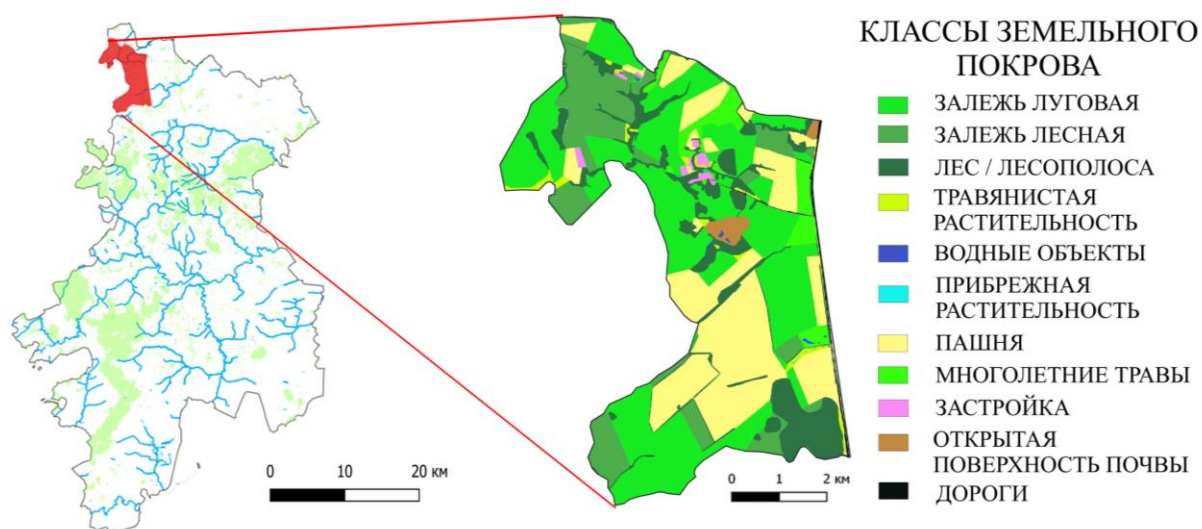 КЛАССЫ ЗЕМЕЛЬНОГО
ПОКРОВА
ЗАЛЕЖЬ ЛУГОВАЯ
ЗАЛЕЖЬ ЛЕСНАЯ
ЛЕС / ЛЕСОПОЛОСА
ТРАВЯНИСТАЯ
РАСТИТЕЛЬНОСТЬ
ВОДНЫЕ ОБЪЕКТЫ
ПРИБРЕЖНАЯ
РАСТИТЕЛЬНОСТЬ
ПАШНЯ
МНОГОЛЕТНИЕ ТРАВЫ
ЗАСТРОЙКА
ОТКРЫТАЯ
ПОВЕРХНОСТЬ ПОЧВЫ
ДОРОГИ
0 10 20 км
0 1 2 км